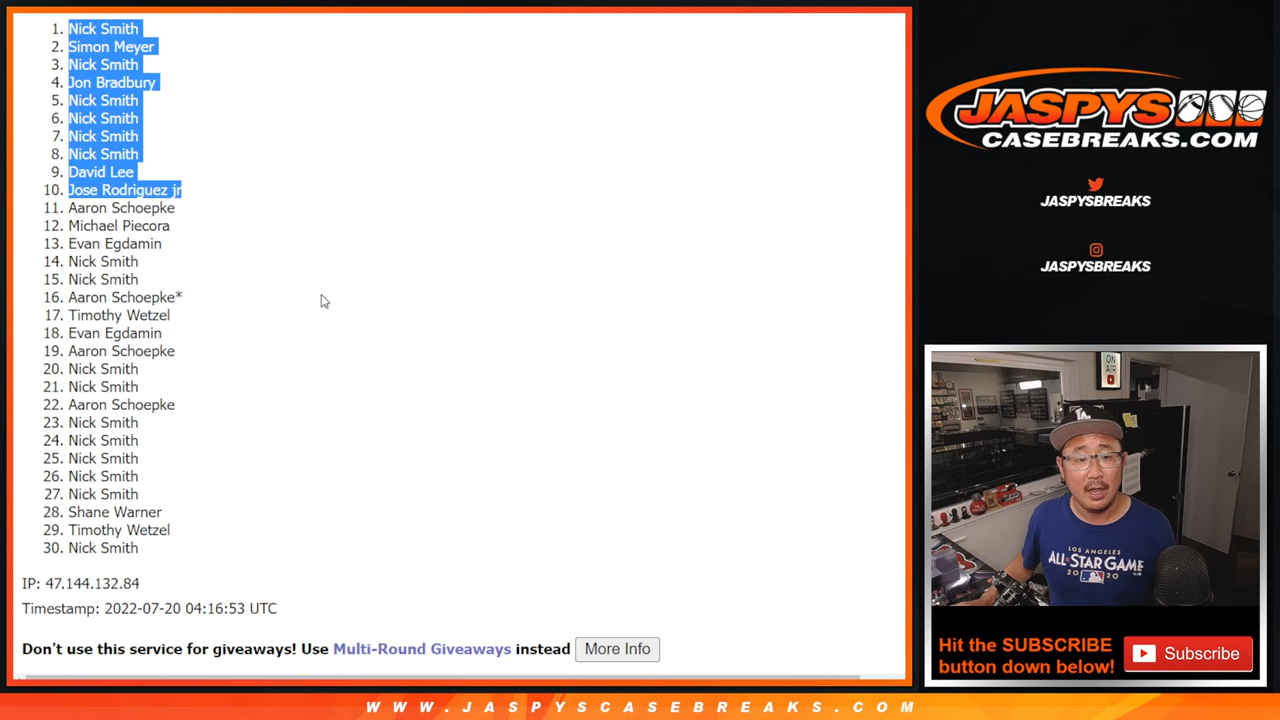 1. Nick Smith
2. Simon Meyer
3. Nick Smith
4. Jon Bradbury
5. Nick Smith
6. Nick Smith
7. Nick Smith
8. Nick Smith
9. David Lee
10. Jose Rodriguez jr
11. Aaron Schoepke
12. Michael Piecora
13. Evan Egdamin
14. Nick Smith
15. Nick Smith
16. Aaron Schoepke*
17. Timothy Wetzel
18. Evan Egdamin
19. Aaron Schoepke
20. Nick Smith
21. Nick Smith
22. Aaron Schoepke
23. Nick Smith
24. Nick Smith
25. Nick Smith
26. Nick Smith
27. Nick Smith
28. Shane Warner
29. Timothy Wetzel
30. Nick Smith
IP: 47.144.132.84
Timestamp: 2022-07-20 04:16:53 UTC
Don't use this service for giveaways! Use Multi-Round Giveaways instead More Info
JASPYS
CASEBREAKS.COM
JASPYSBREAKS
JASPYSBREAKS
ON
AIR
LA
LOS ANGELES
ALL-STAR GAME
2020
Hit the SUBSCRIBE
button down below!
Subscribe
WWW.JASPYSCASEBREAKS.COM